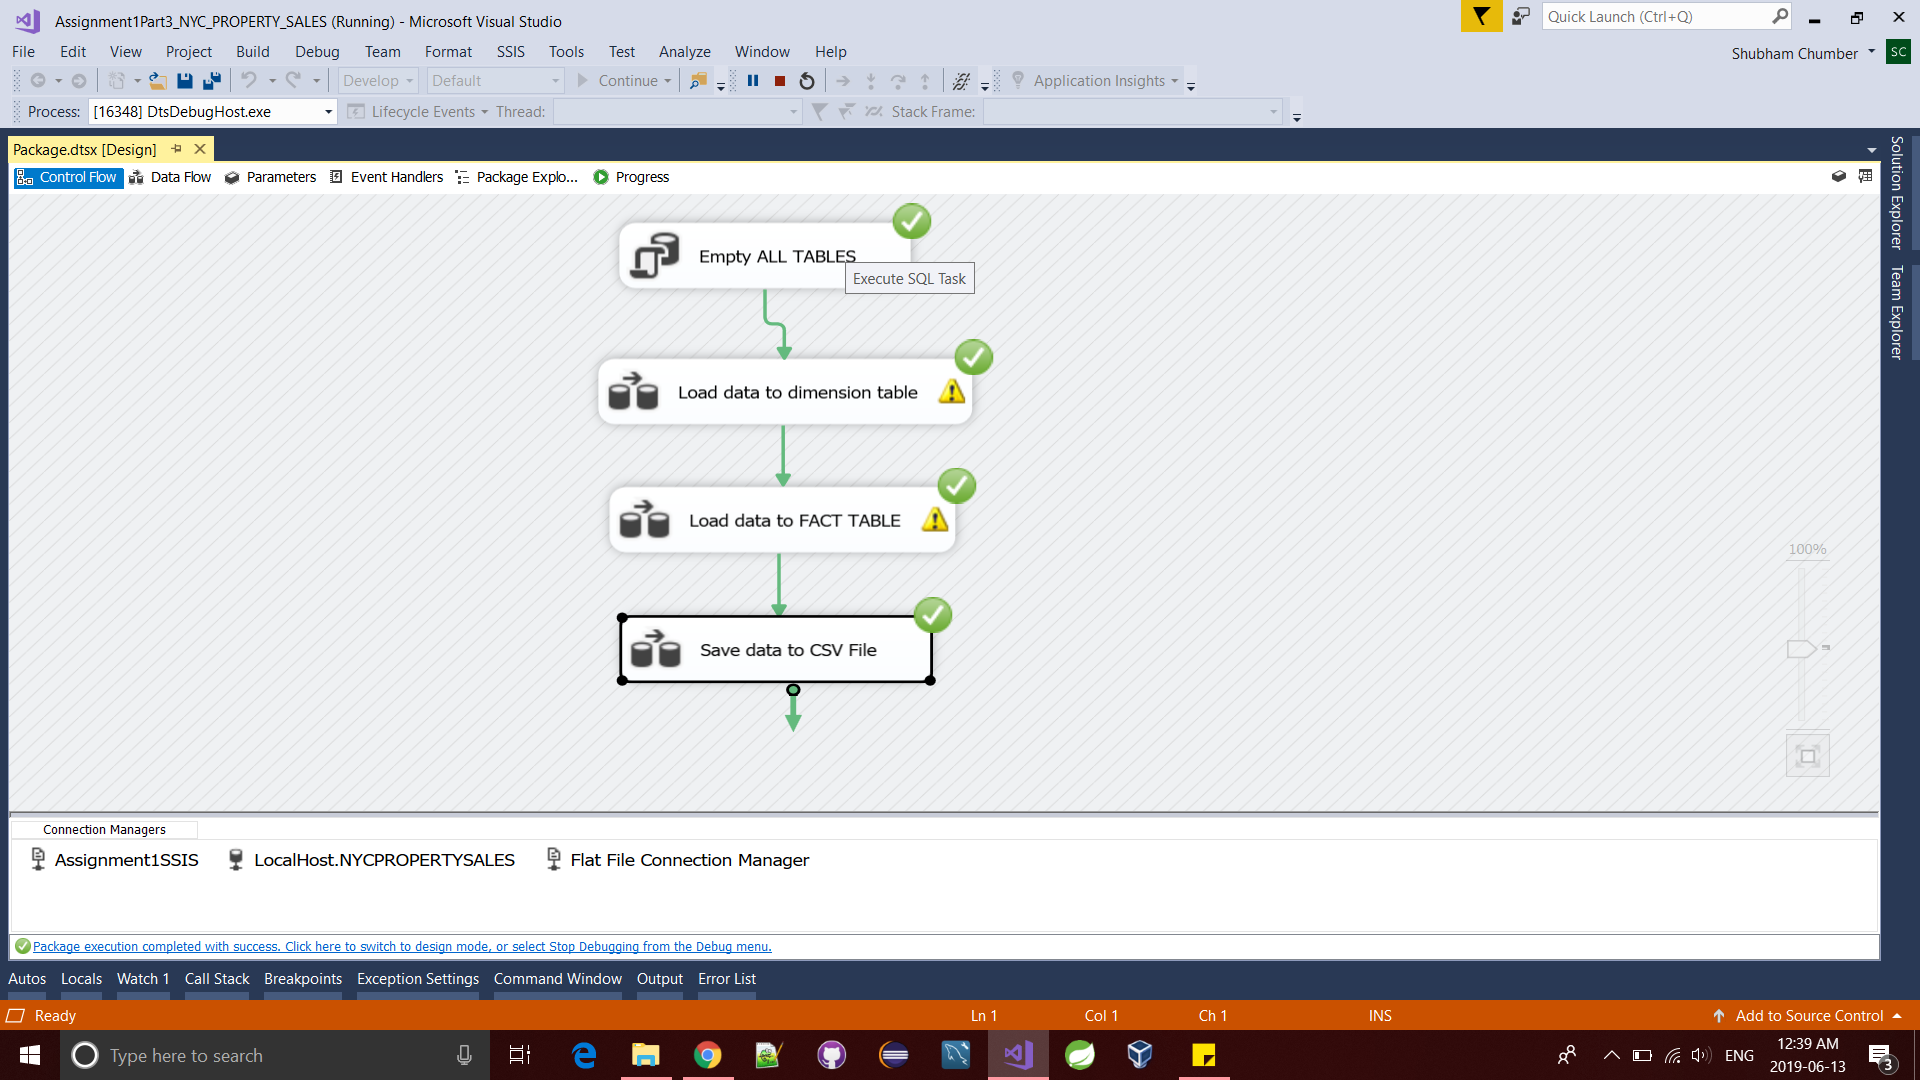 Assignment1Part3_NYC_PROPERTY_SALES (Running) - Microsoft Visual Studio
Quick Launch (Ctrl+Q)
File Edit View Project Build Debug Team Format SSIS Tools Test Analyze Window Help
Shubham Chumber SC
Develop Default Continue Application Insights
Process: [16348] DtsDebugHost.exe Lifecycle Events Thread: Stack Frame:
Package.dtsx [Design]
Control Flow Data Flow Parameters Event Handlers Package Explo... Progress
Solution Explorer
Team Explorer
Empty ALL TABLES
Execute SQL Task
Load data to dimension table
Load data to FACT TABLE
100%
Save data to CSV File
Connection Managers
Assignment1SSIS LocalHost.NYCPROPERTYSALES Flat File Connection Manager
Package execution completed with success. Click here to switch to design mode, or select Stop Debugging from the Debug menu.
Autos Locals Watch 1 Call Stack Breakpoints Exception Settings Command Window Output Error List
Ready Ln 1 Col 1 Ch 1 INS Add to Source Control
Type here to search
ENG
12:39 AM
2019-06-13
3